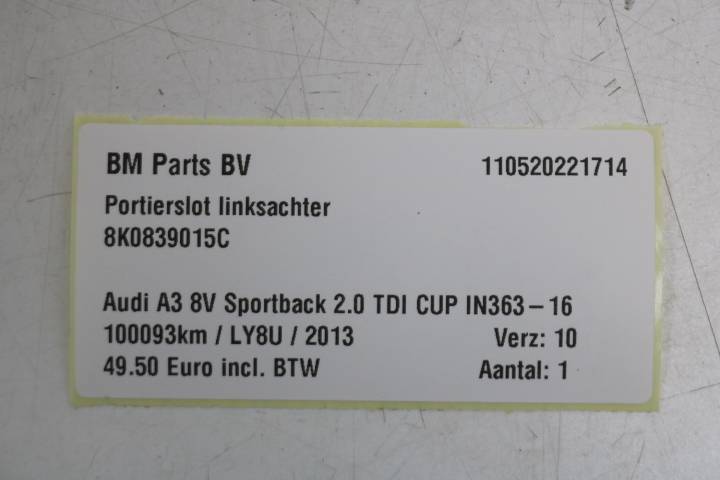 BM Parts BV 110520221714
Portierslot linksachter
8K0839015C
Audi A3 8V Sportback 2.0 TDI CUP IN363-16
100093km / LY8U / 2013 Verz: 10
49.50 Euro incl. BTW Aantal: 1